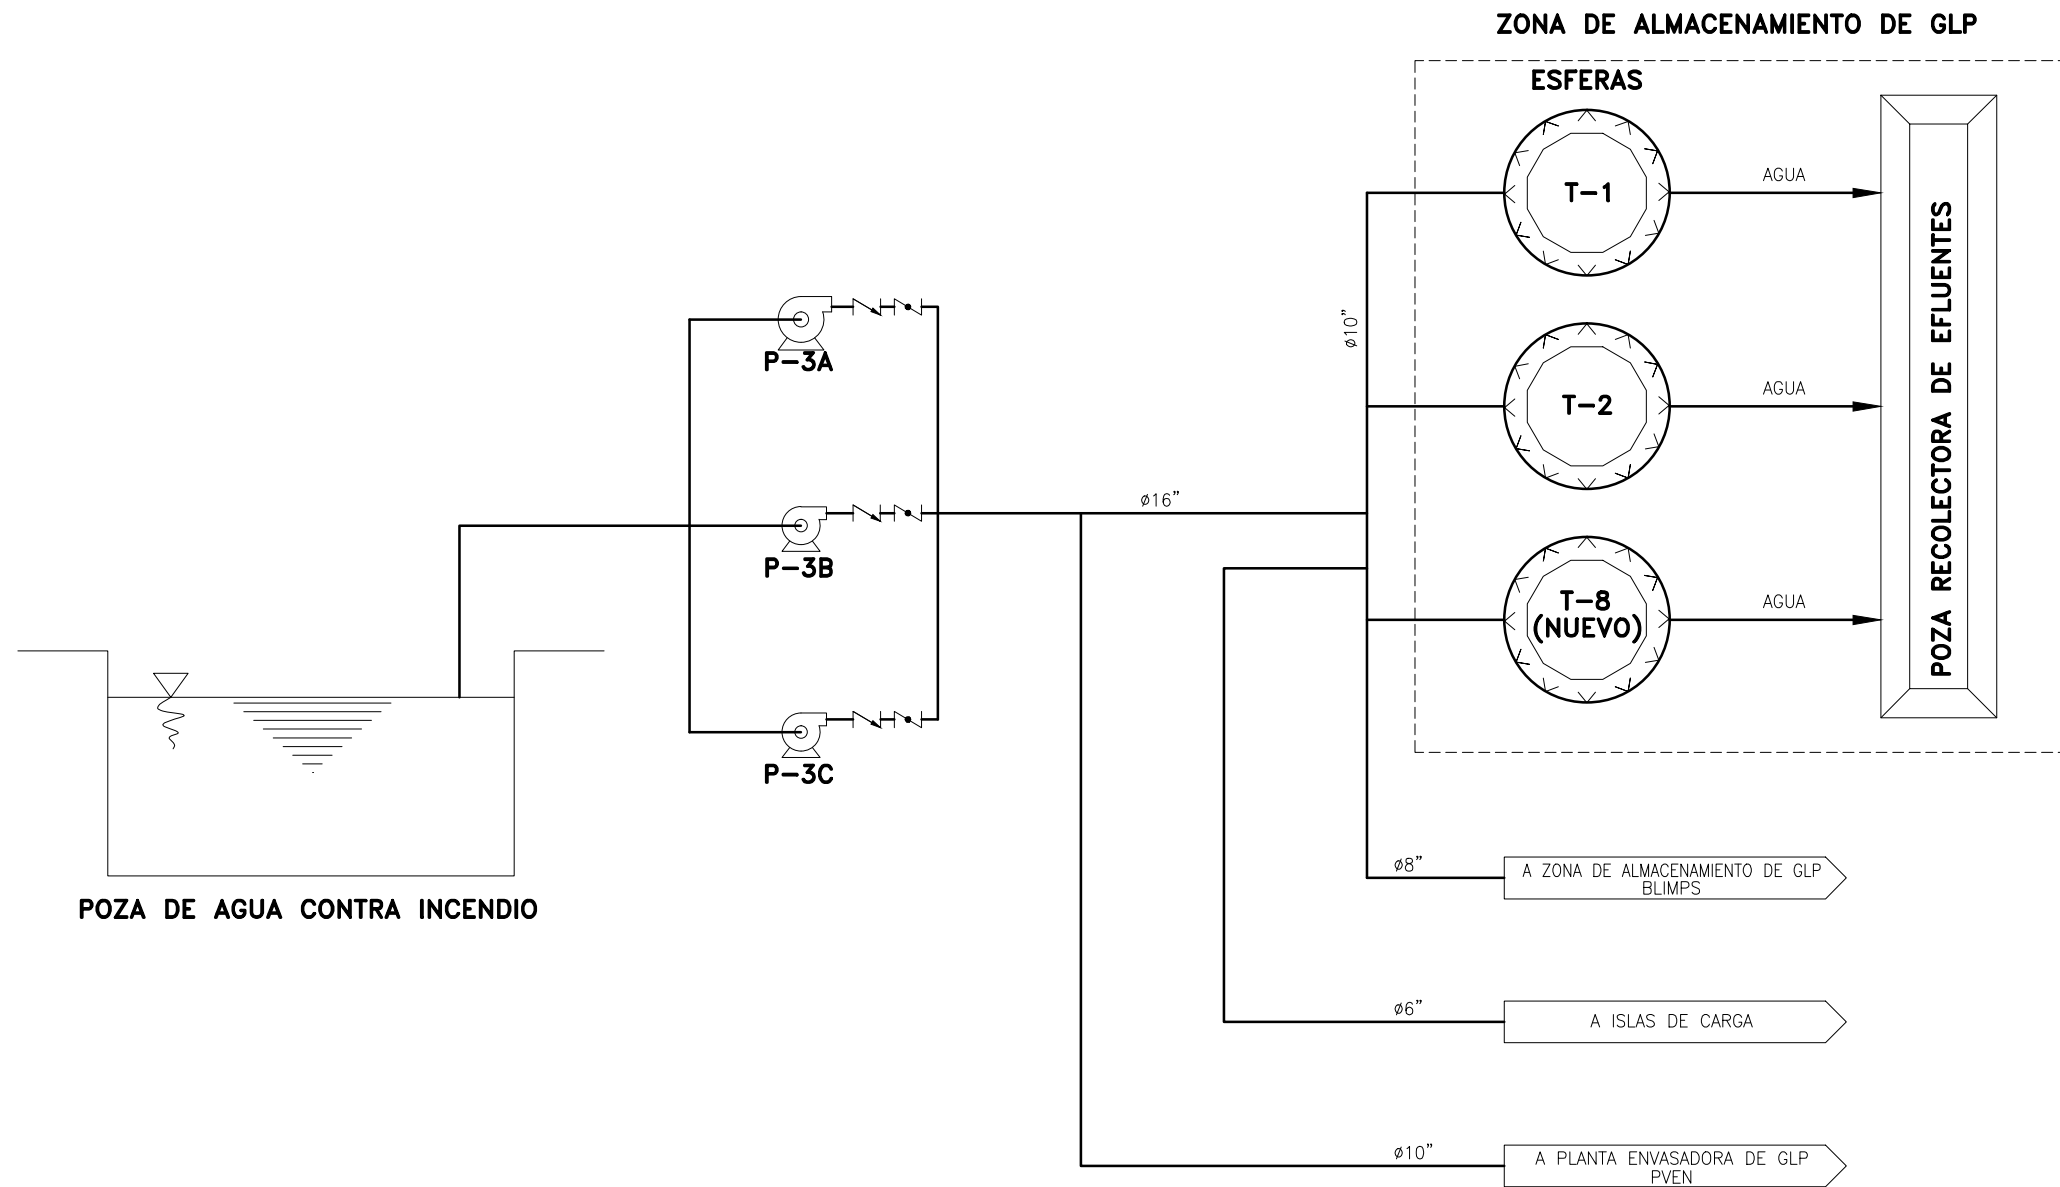 ZONA DE ALMACENAMIENTO DE GLP
ESFERAS
T-1
AGUA
POZA RECOLECTORA DE EFLUENTES
P-3A
ø10"
T-2
AGUA
ø16"
P-3B
T-8
(NUEVO)
AGUA
P-3C
ø8"
A ZONA DE ALMACENAMIENTO DE GLP
BLIMPS
POZA DE AGUA CONTRA INCENDIO
ø6"
A ISLAS DE CARGA
ø10"
A PLANTA ENVASADORA DE GLP
PVEN